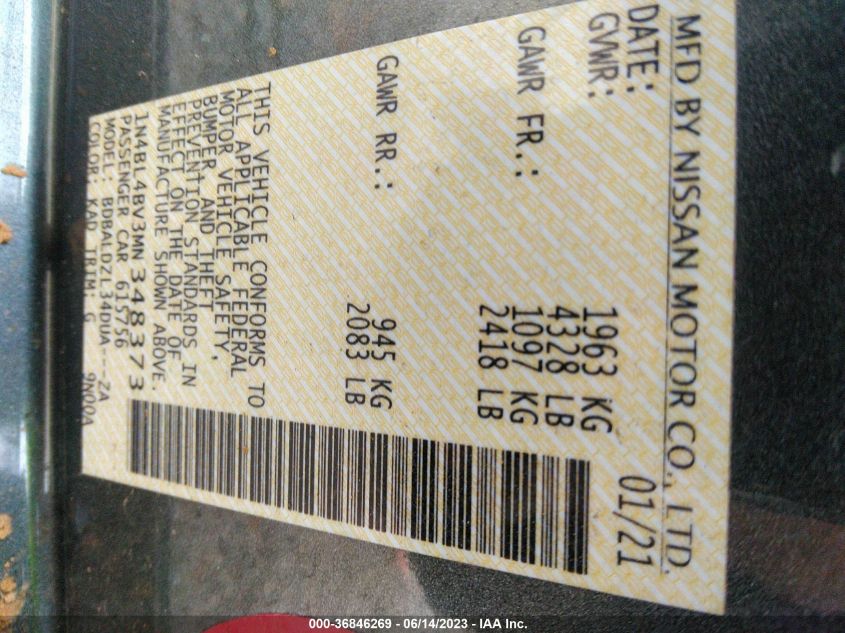 MFD BY NISSAN MOTOR CO., LTD.
DATE: 01/21
GVWR: 1963 KG
4328 LB
GAWR FR.: 1097 KG
2418 LB
GAWR RR.: 945 KG
2083 LB
THIS VEHICLE CONFORMS TO
ALL APPLICABLE FEDERAL
MOTOR VEHICLE SAFETY,
BUMPER AND THEFT
PREVENTION STANDARDS IN
EFFECT ON THE DATE OF
MANUFACTURE SHOWN ABOVE.
1N4BL4BV3MN348373
PASSENGER CAR 615756
MODEL: BDBALDZL34DUA---ZA
COLOR: KAD TRIM: G 9N00A
000-36846269 - 06/14/2023 - IAA Inc.